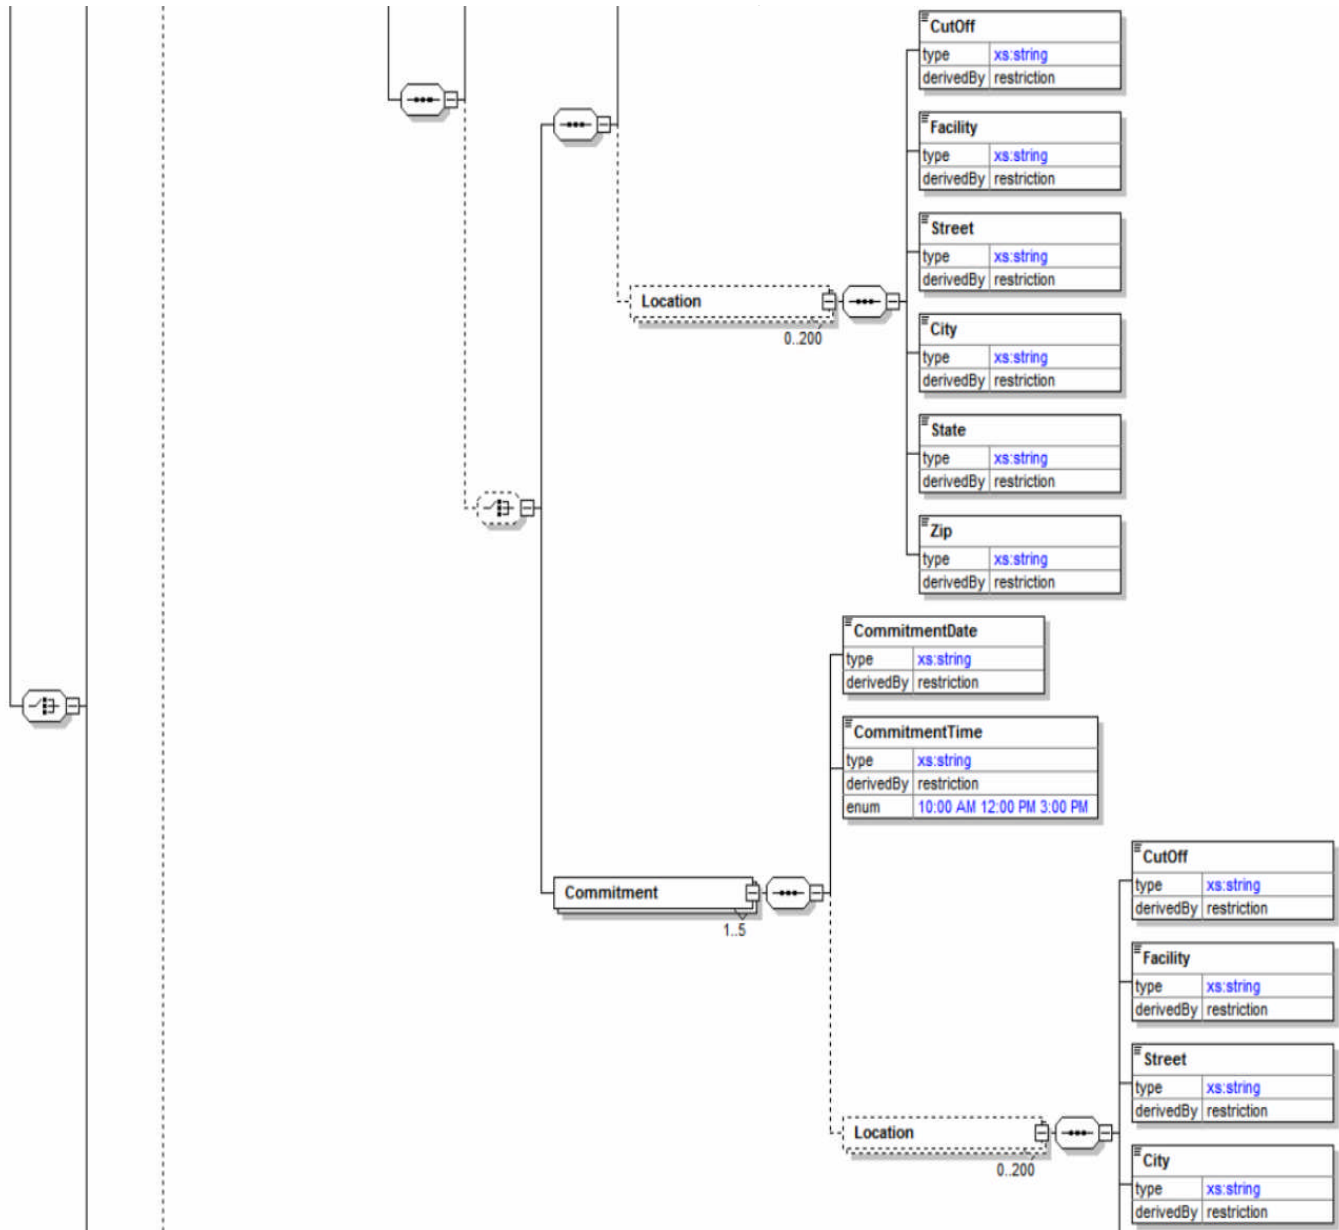 CutOff
type xs:string
derivedBy restriction
Facility
type xs:string
derivedBy restriction
Street
type xs:string
derivedBy restriction
Location
0..200
City
type xs:string
derivedBy restriction
State
type xs:string
derivedBy restriction
Zip
type xs:string
derivedBy restriction
CommitmentDate
type xs:string
derivedBy restriction
CommitmentTime
type xs:string
derivedBy restriction
enum 10:00 AM 12:00 PM 3:00 PM
Commitment
1..5
CutOff
type xs:string
derivedBy restriction
Facility
type xs:string
derivedBy restriction
Street
type xs:string
derivedBy restriction
Location
0..200
City
type xs:string
derivedBy restriction